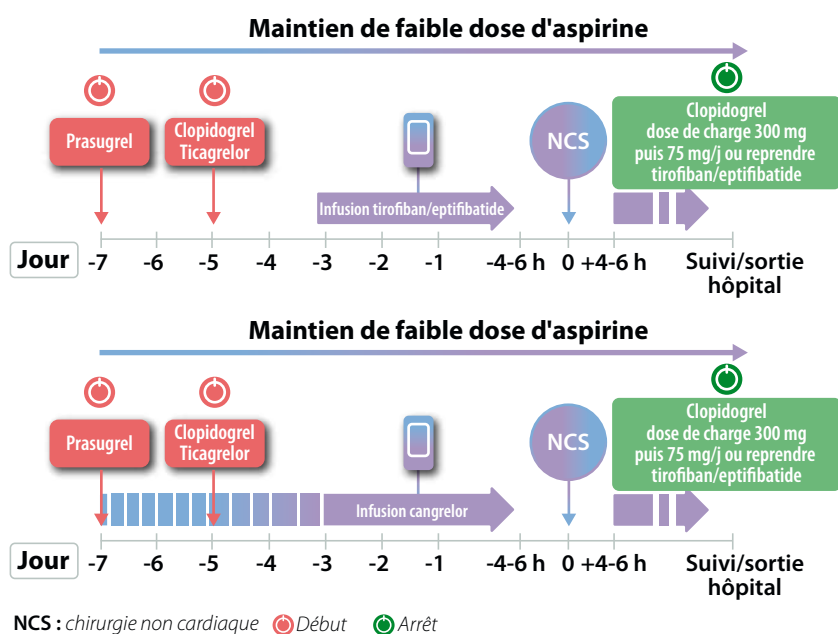 Maintien de faible dose d'aspirine
Prasugrel
Clopidogrel
Ticagrelor
Infusion tirofiban/eptifibatide
NCS
Clopidogrel
dose de charge 300 mg
puis 75 mg/j ou reprendre
tirofiban/eptifibatide
Jour -7 -6 -5 -4 -3 -2 -1 -4-6 h 0 +4-6 h Suivi/sortie
hôpital
Maintien de faible dose d'aspirine
Prasugrel
Clopidogrel
Ticagrelor
Infusion cangrelor
NCS
Clopidogrel
dose de charge 300 mg
puis 75 mg/j ou reprendre
tirofiban/eptifibatide
Jour -7 -6 -5 -4 -3 -2 -1 -4-6 h 0 +4-6 h Suivi/sortie
hôpital
NCS : chirurgie non cardiaque Début Arrêt